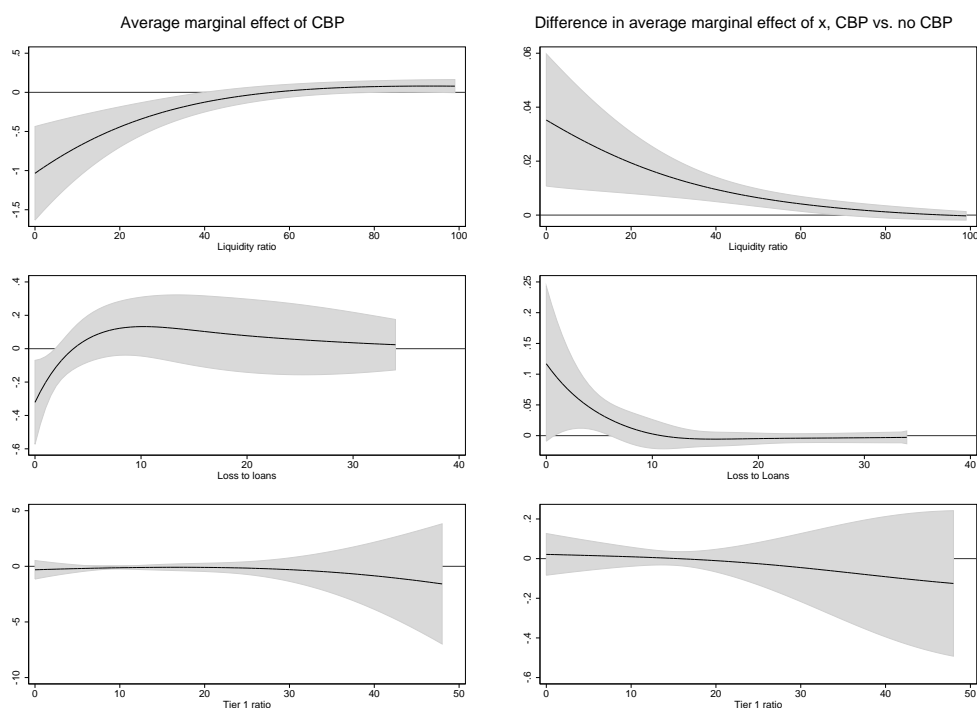 Average marginal effect of CBP
.5
0
-.5
-1
-1.5
0 20 40 60 80 100
Liquidity ratio
Difference in average marginal effect of x, CBP vs. no CBP
.06
.04
.02
0
0 20 40 60 80 100
Liquidity ratio
.4
.2
0
-.2
-.4
-.6
0 10 20 30 40
Loss to loans
.25
.2
.15
.1
.05
0
0 10 20 30 40
Loss to Loans
5
0
-5
-10
0 10 20 30 40 50
Tier 1 ratio
.2
0
-.2
-.4
-.6
0 10 20 30 40 50
Tier 1 ratio